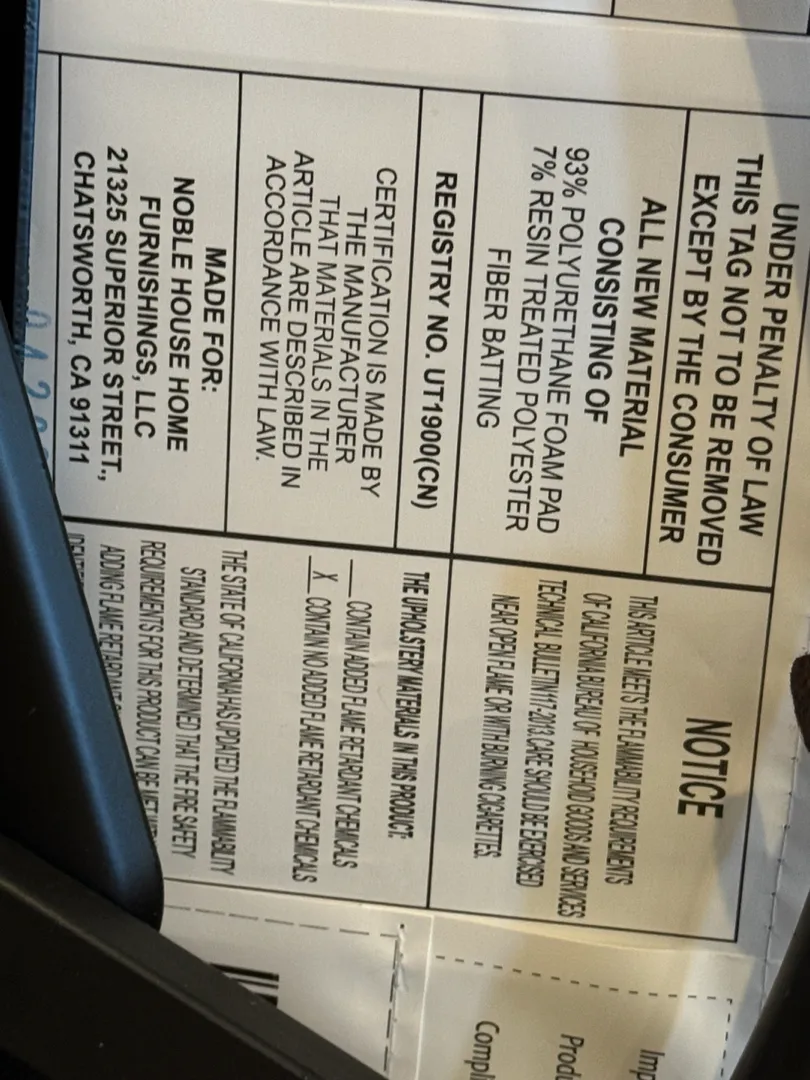 UNDER PENALTY OF LAW
THIS TAG NOT TO BE REMOVED
EXCEPT BY THE CONSUMER
ALL NEW MATERIAL
CONSISTING OF
93% POLYURETHANE FOAM PAD
7% RESIN TREATED POLYESTER
FIBER BATTING
REGISTRY NO. UT1900(CN)
CERTIFICATION IS MADE BY
THE MANUFACTURER
THAT MATERIALS IN THE
ARTICLE ARE DESCRIBED IN
ACCORDANCE WITH LAW.
MADE FOR:
NOBLE HOUSE HOME
FURNISHINGS, LLC
21325 SUPERIOR STREET.,
CHATSWORTH, CA 91311
NOTICE
THIS ARTICLE MEETS THE FLAMMABILITY REQUIREMENTS
OF CALIFORNIA BUREAU OF HOUSEHOLD GOODS AND SERVICES
TECHNICAL BULLETIN117-2013.CARE SHOULD BE EXERCISED
NEAR OPEN FLAME OR WITH BURNING CIGARETTES.
THE UPHOLSTERY MATERIALS IN THIS PRODUCT:
___ CONTAIN ADDED FLAME RETARDANT CHEMICALS
_X_ CONTAIN NO ADDED FLAME RETARDANT CHEMICALS
THE STATE OF CALIFORNIA HAS UPDATED THE FLAMMABILITY
STANDARD AND DETERMINED THAT THE FIRE SAFETY
REQUIREMENTS FOR THIS PRODUCT CAN BE MET
ADDING FLAME RETARDANT
Imp
Prod
Compl